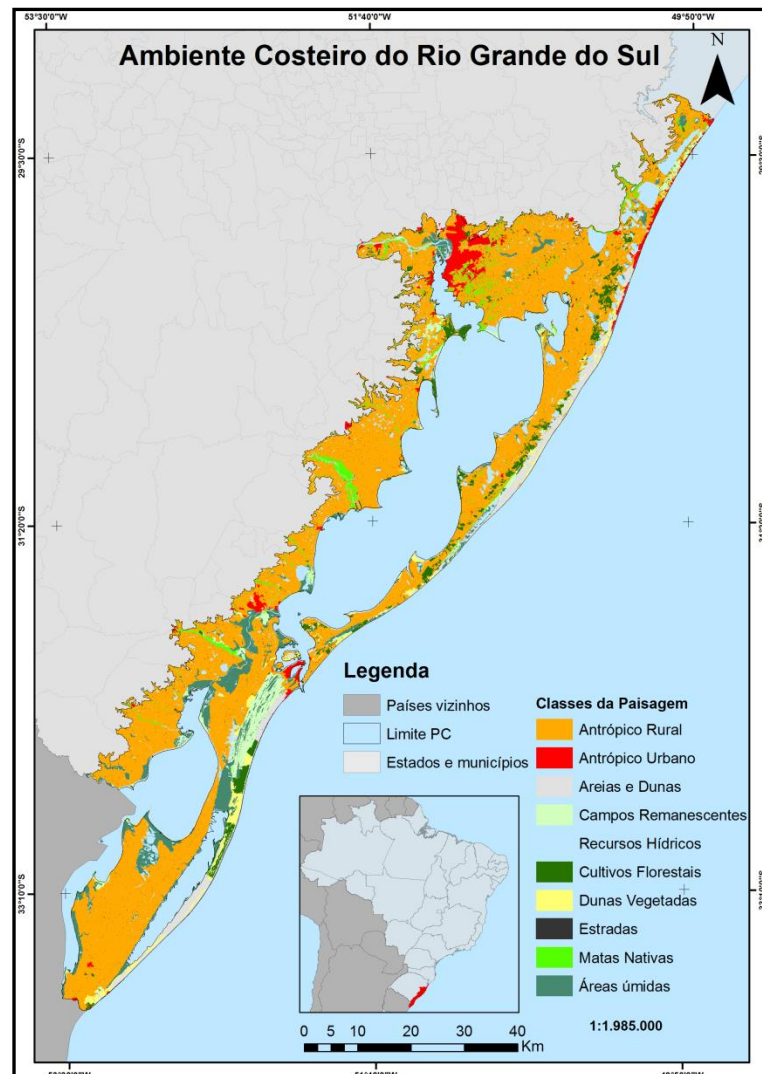 53°30'0"W
51°40'0"W
49°50'0"W
Ambiente Costeiro do Rio Grande do Sul
N
29°30'0"S
31°20'0"S
Legenda
Países vizinhos
Limite PC
Estados e municípios
Classes da Paisagem
Antrópico Rural
Antrópico Urbano
Areias e Dunas
Campos Remanescentes
Recursos Hídricos
Cultivos Florestais
Dunas Vegetadas
Estradas
Matas Nativas
Áreas úmidas
33°10'0"S
0 5 10 20 30 40
Km
1:1.985.000